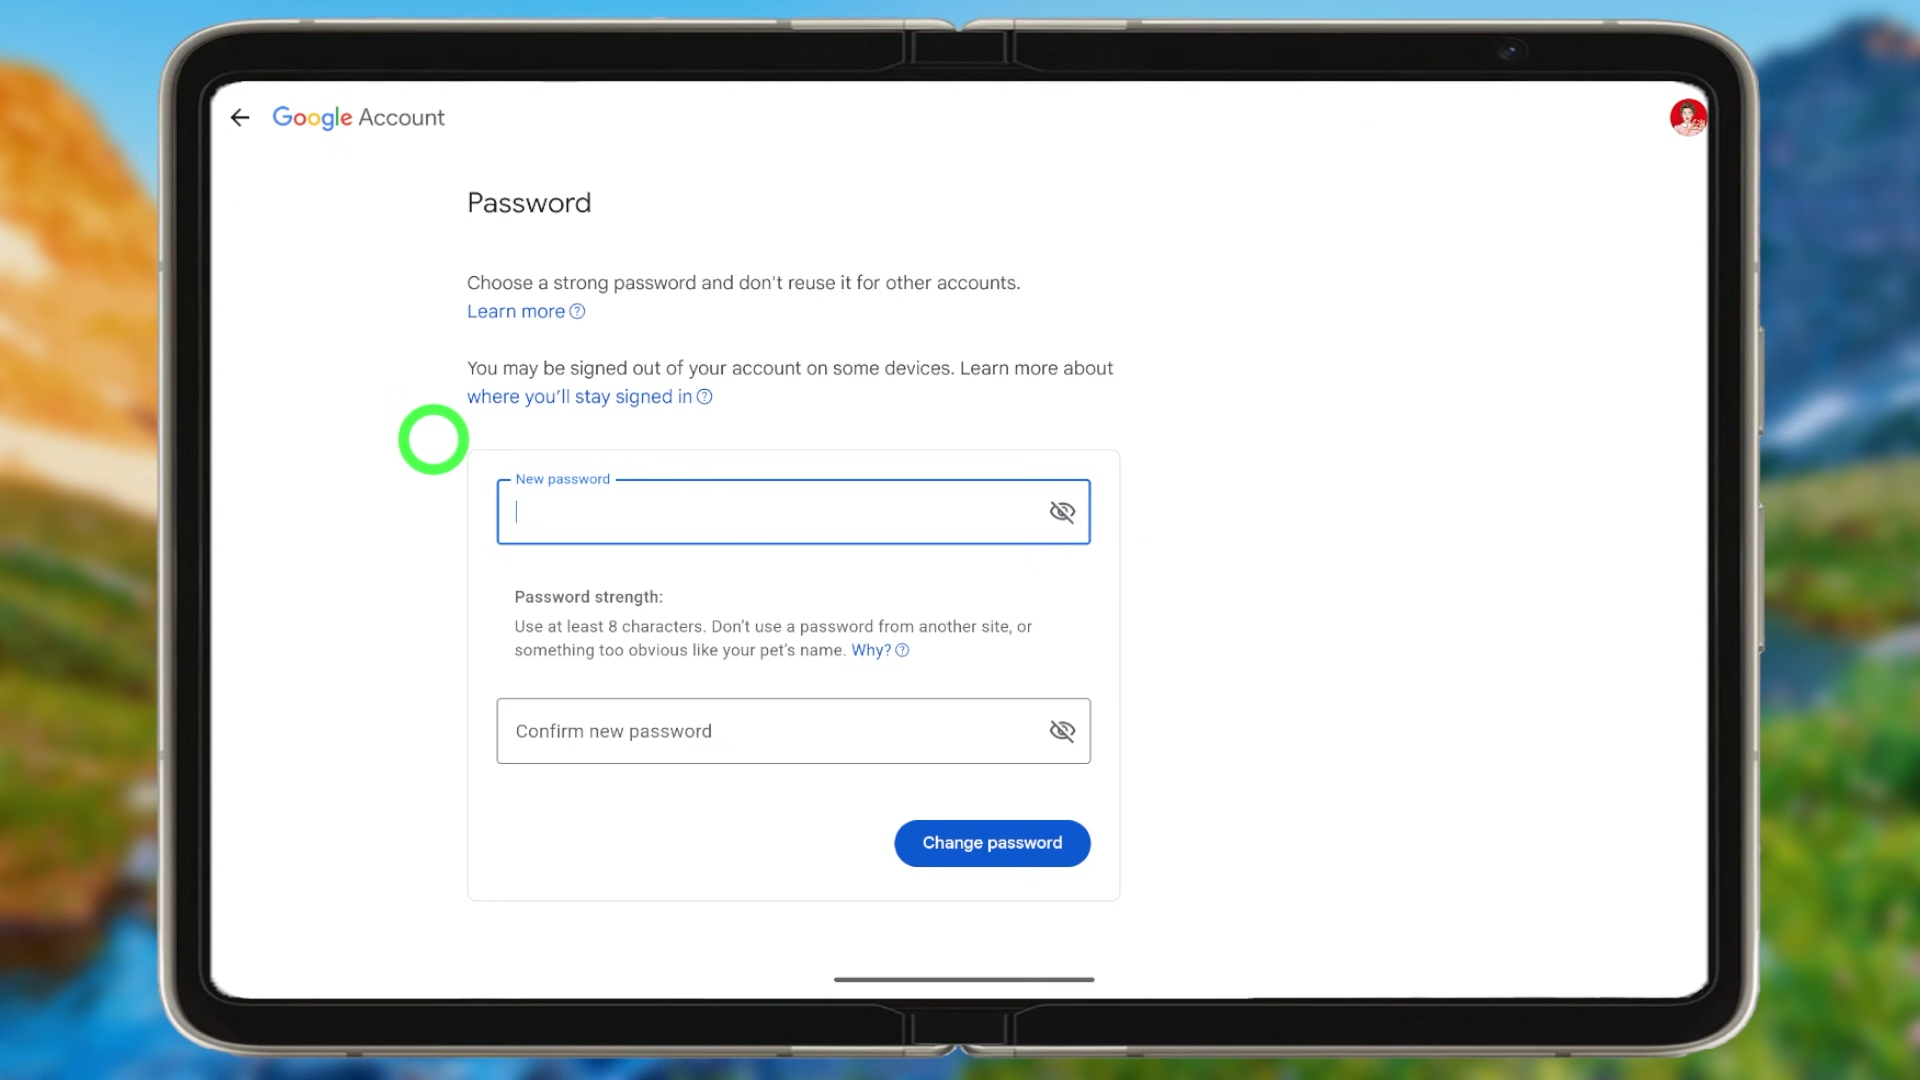 Google Account
Password
Choose a strong password and don't reuse it for other accounts.
Learn more
You may be signed out of your account on some devices. Learn more about
where you'll stay signed in
New password
Password strength:
Use at least 8 characters. Don't use a password from another site, or
something too obvious like your pet's name. Why?
Confirm new password
Change password